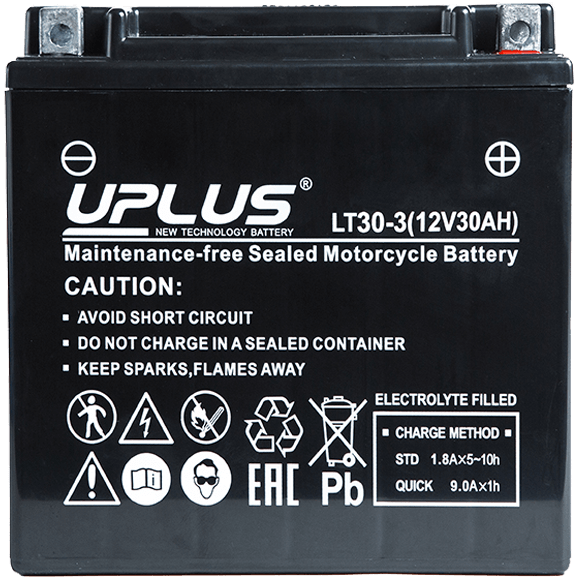 UPLUS®
NEW TECHNOLOGY BATTERY
LT30-3(12V30AH)
Maintenance-free Sealed Motorcycle Battery
CAUTION:
▪ AVOID SHORT CIRCUIT
▪ DO NOT CHARGE IN A SEALED CONTAINER
▪ KEEP SPARKS,FLAMES AWAY
ELECTROLYTE FILLED
▪ CHARGE METHOD
STD 1.8A×5~10h
QUICK 9.0A×1h
EAC Pb